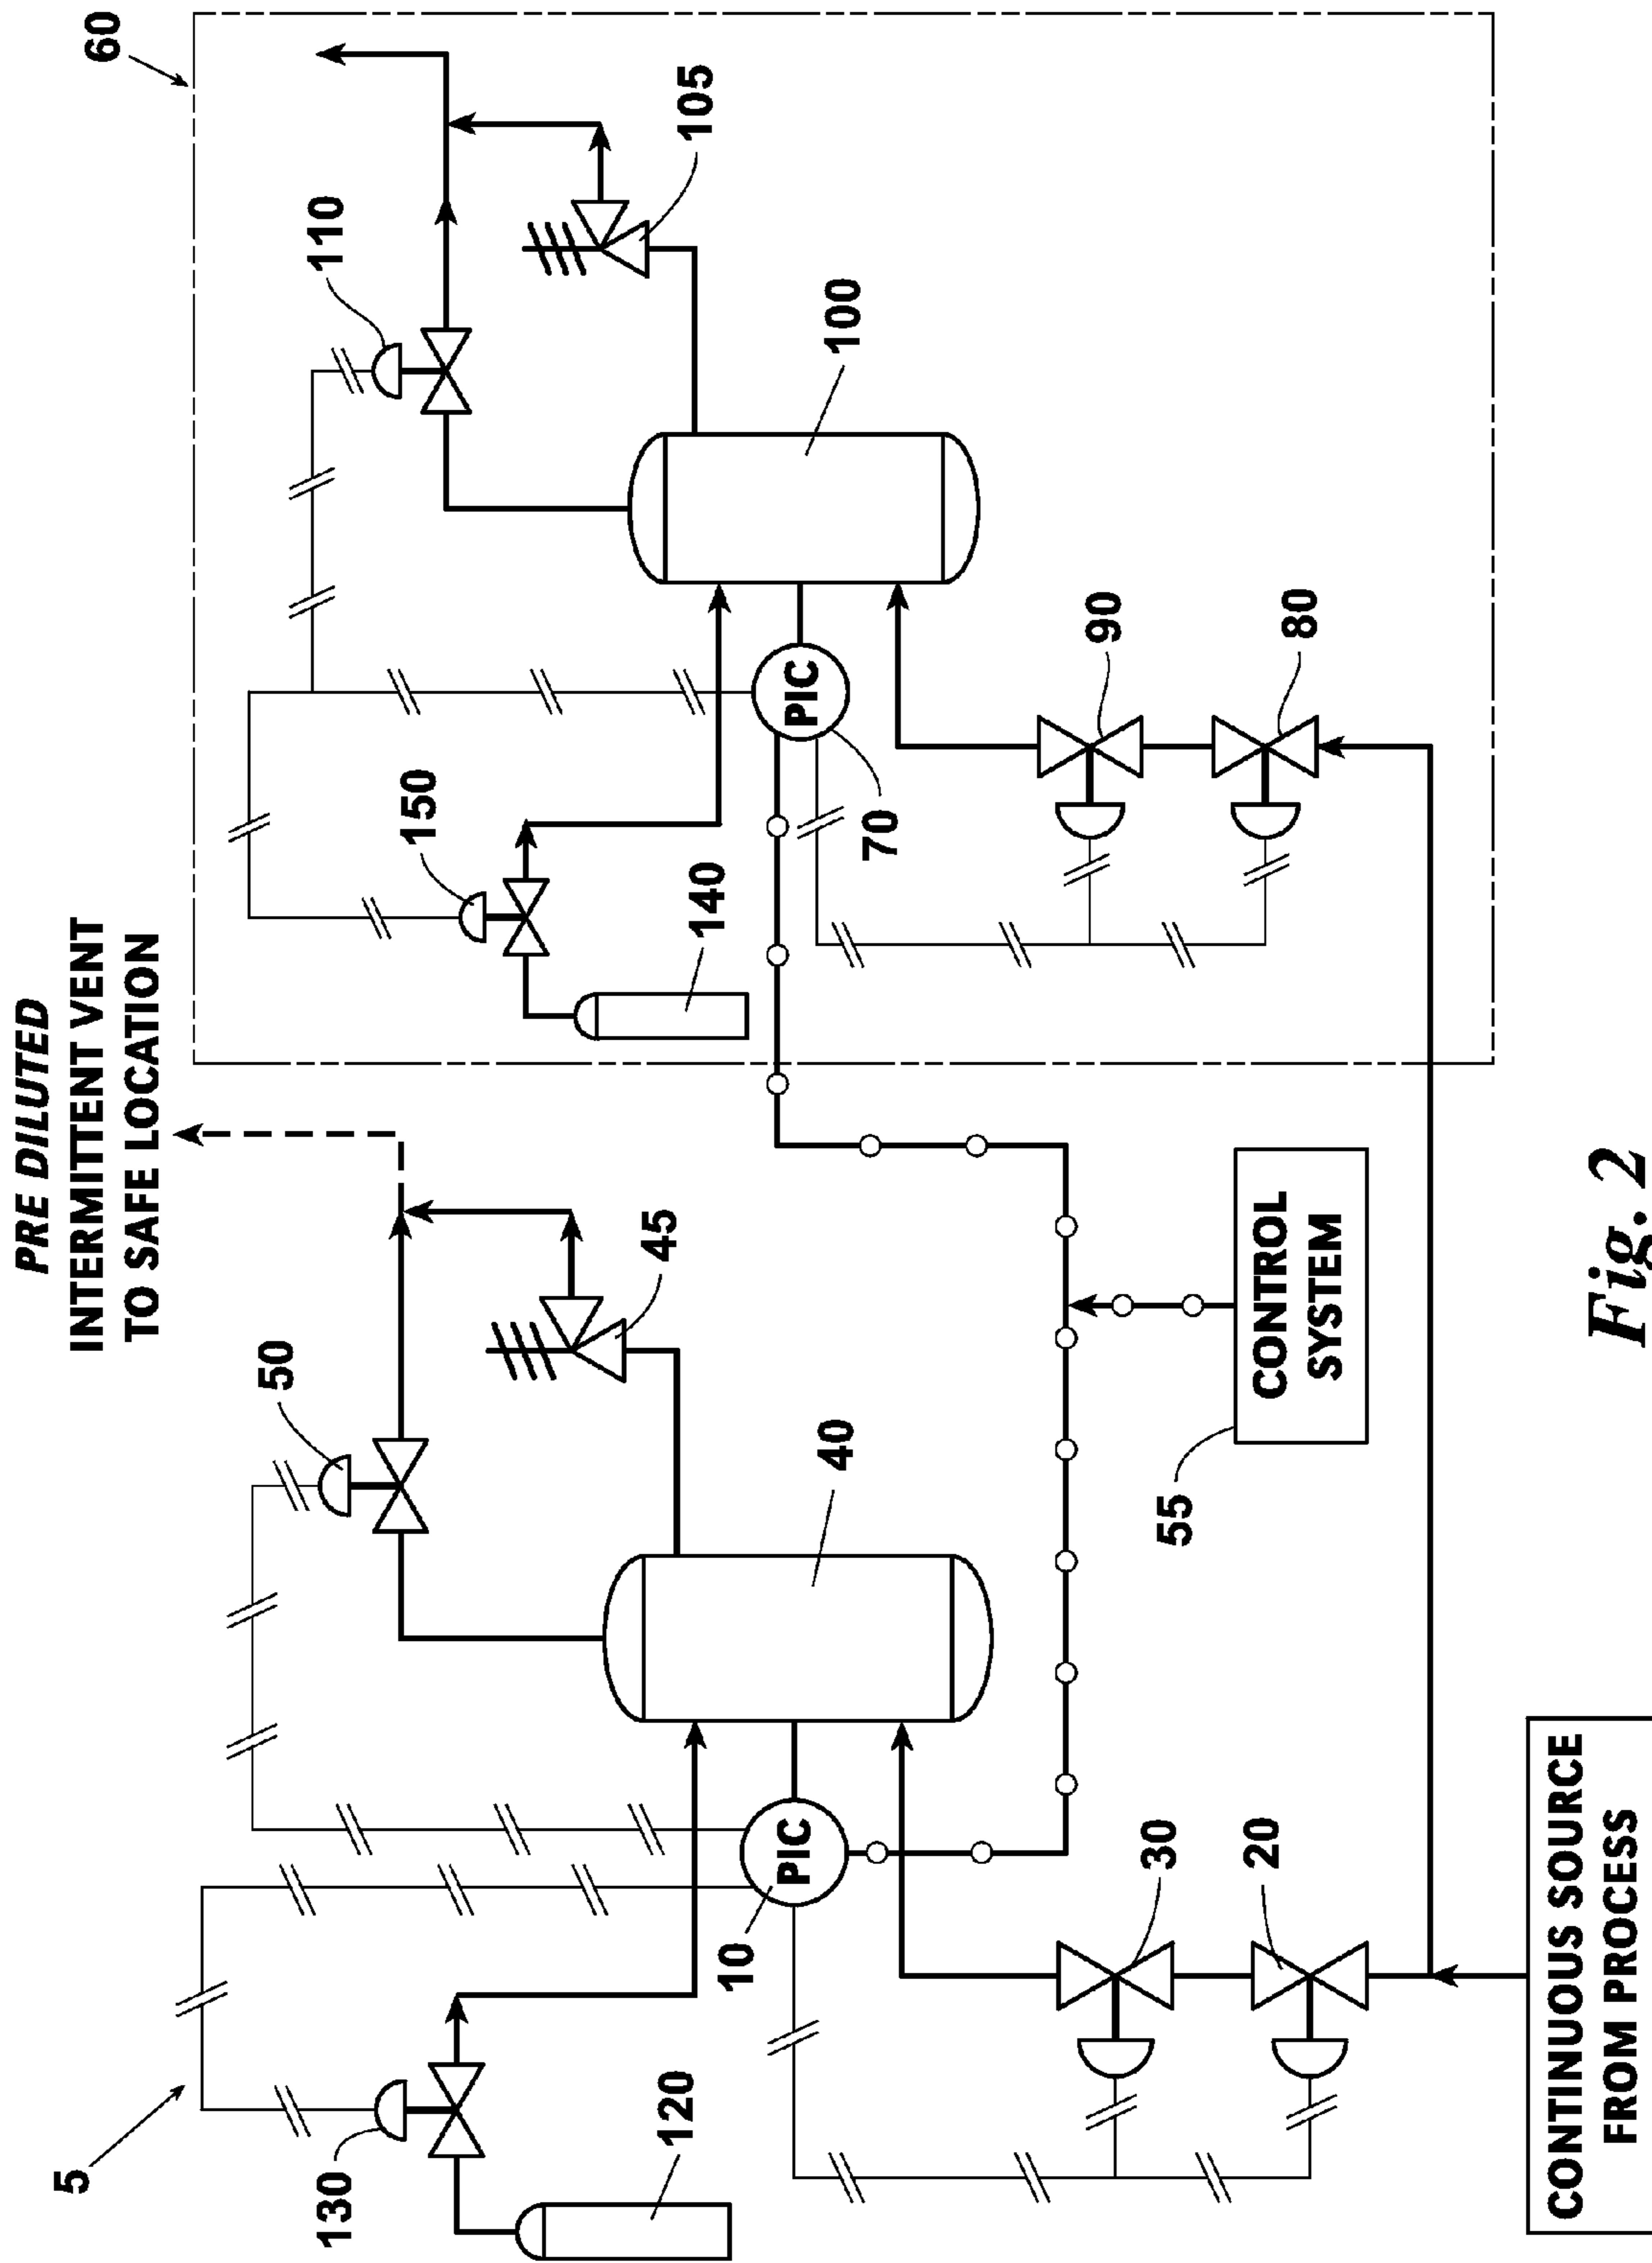 PRE DILUTED
INTERMITTENT VENT
TO SAFE LOCATION
5
130
120
10
50
40
45
PIC
30
20
CONTINUOUS SOURCE
FROM PROCESS
55
CONTROL
SYSTEM
60
110
105
100
150
140
PIC
70
90
80
Fig. 2